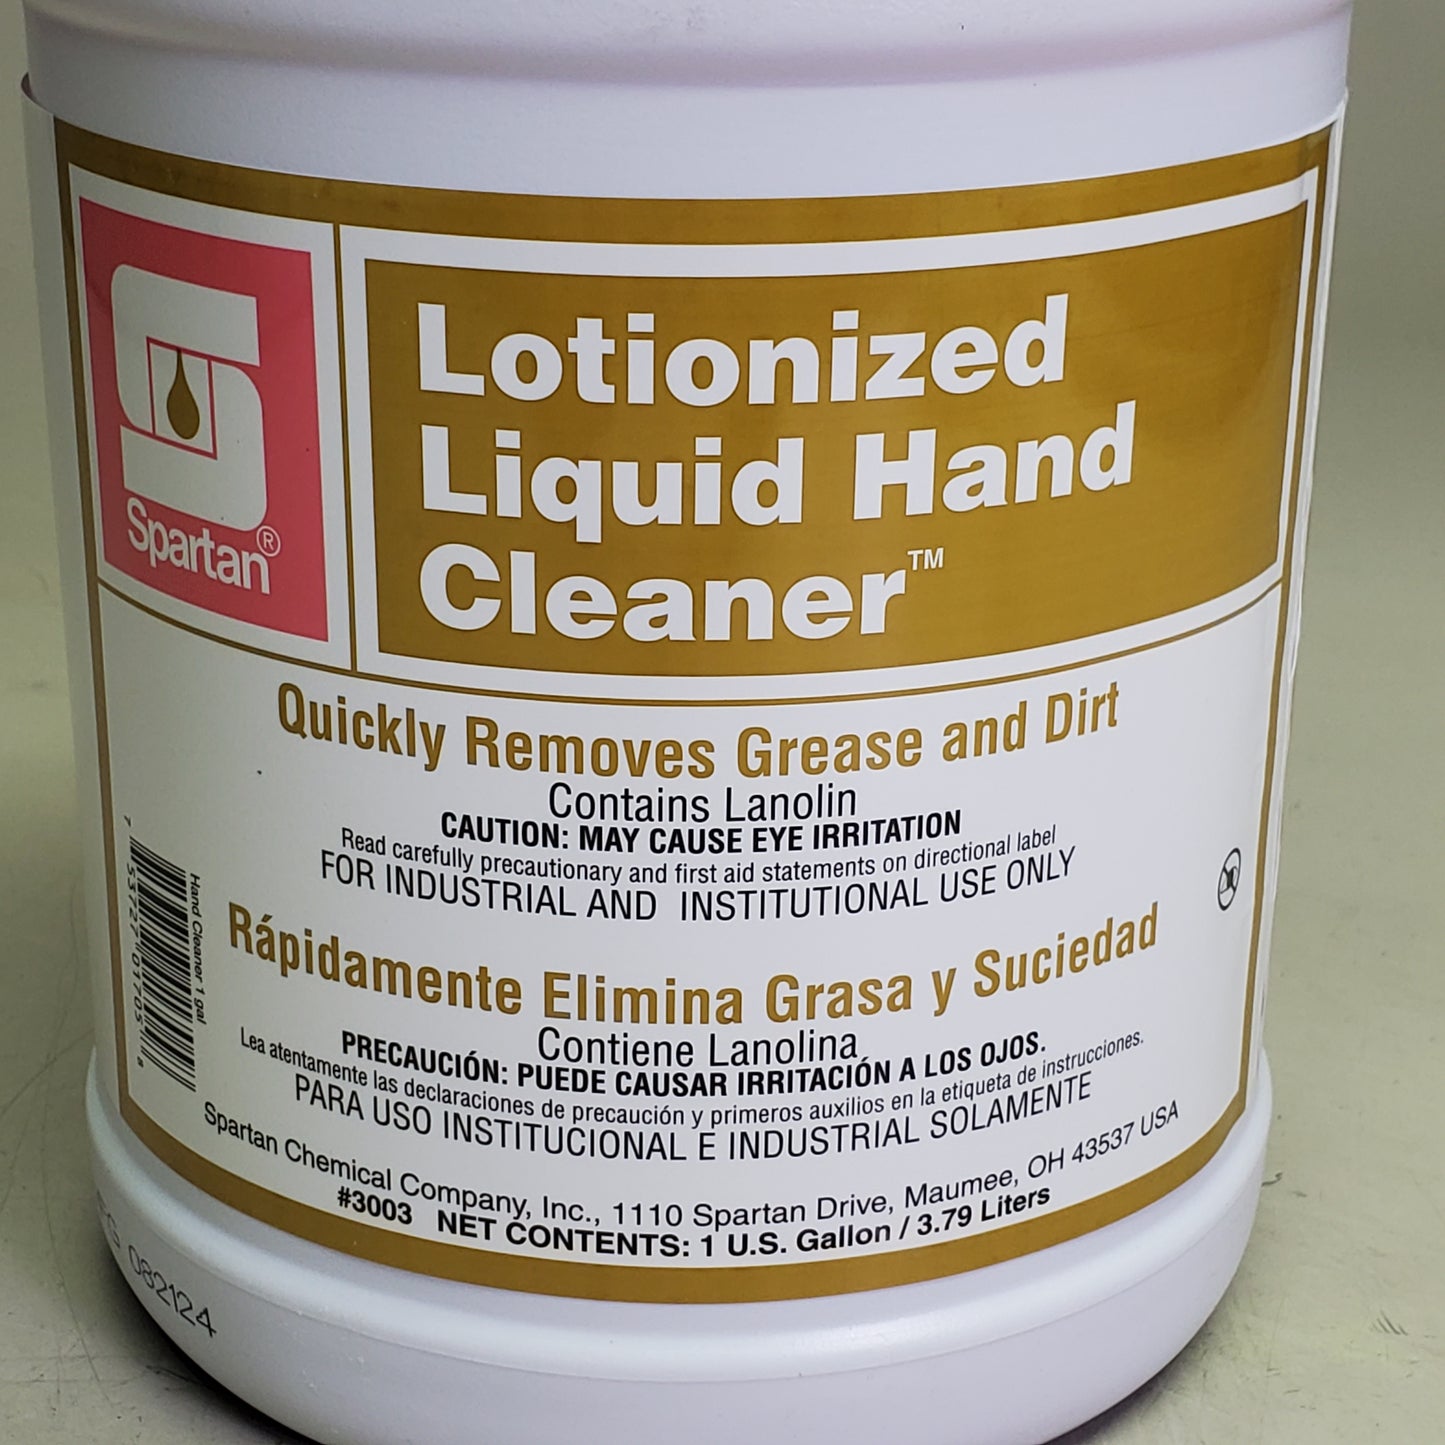 Spartan®
Lotionized
Liquid Hand
Cleaner™
Quickly Removes Grease and Dirt
Contains Lanolin
CAUTION: MAY CAUSE EYE IRRITATION
Read carefully precautionary and first aid statements on directional label
FOR INDUSTRIAL AND INSTITUTIONAL USE ONLY
Rápidamente Elimina Grasa y Suciedad
Contiene Lanolina
PRECAUCIÓN: PUEDE CAUSAR IRRITACIÓN A LOS OJOS.
Lea atentamente las declaraciones de precaución y primeros auxilios en la etiqueta de instrucciones.
PARA USO INSTITUCIONAL E INDUSTRIAL SOLAMENTE
Spartan Chemical Company, Inc., 1110 Spartan Drive, Maumee, OH 43537 USA
#3003 NET CONTENTS: 1 U.S. Gallon / 3.79 Liters
Hand Cleaner 1 gal
7 53727 01705 8
082124